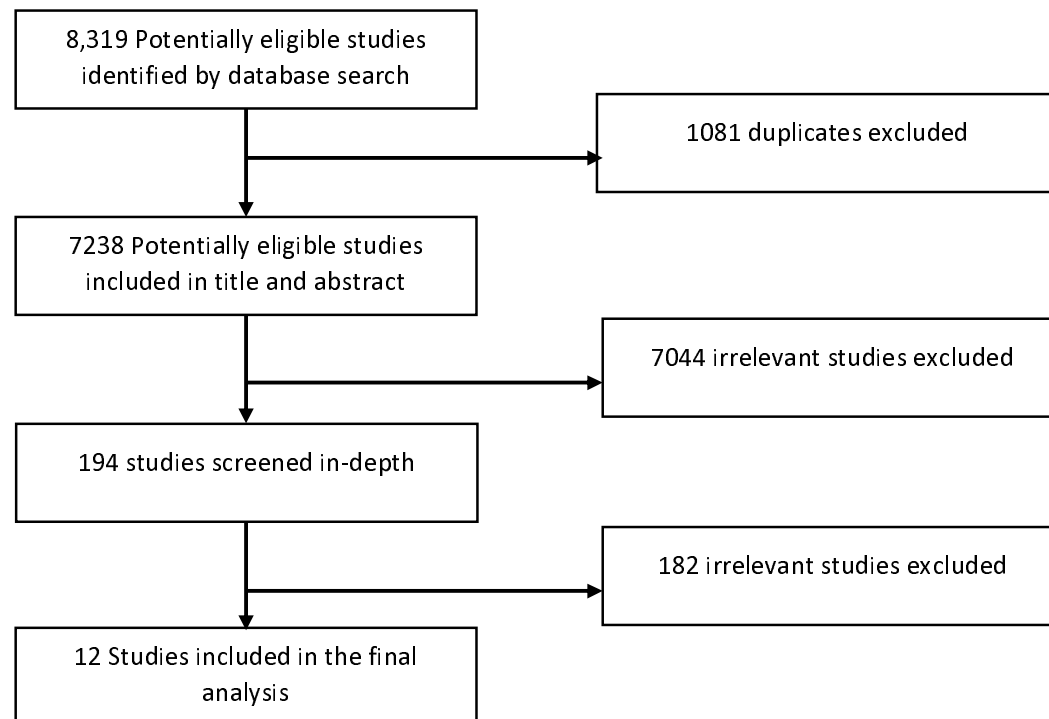 8,319 Potentially eligible studies
identified by database search
1081 duplicates excluded
7238 Potentially eligible studies
included in title and abstract
7044 irrelevant studies excluded
194 studies screened in-depth
182 irrelevant studies excluded
12 Studies included in the final
analysis